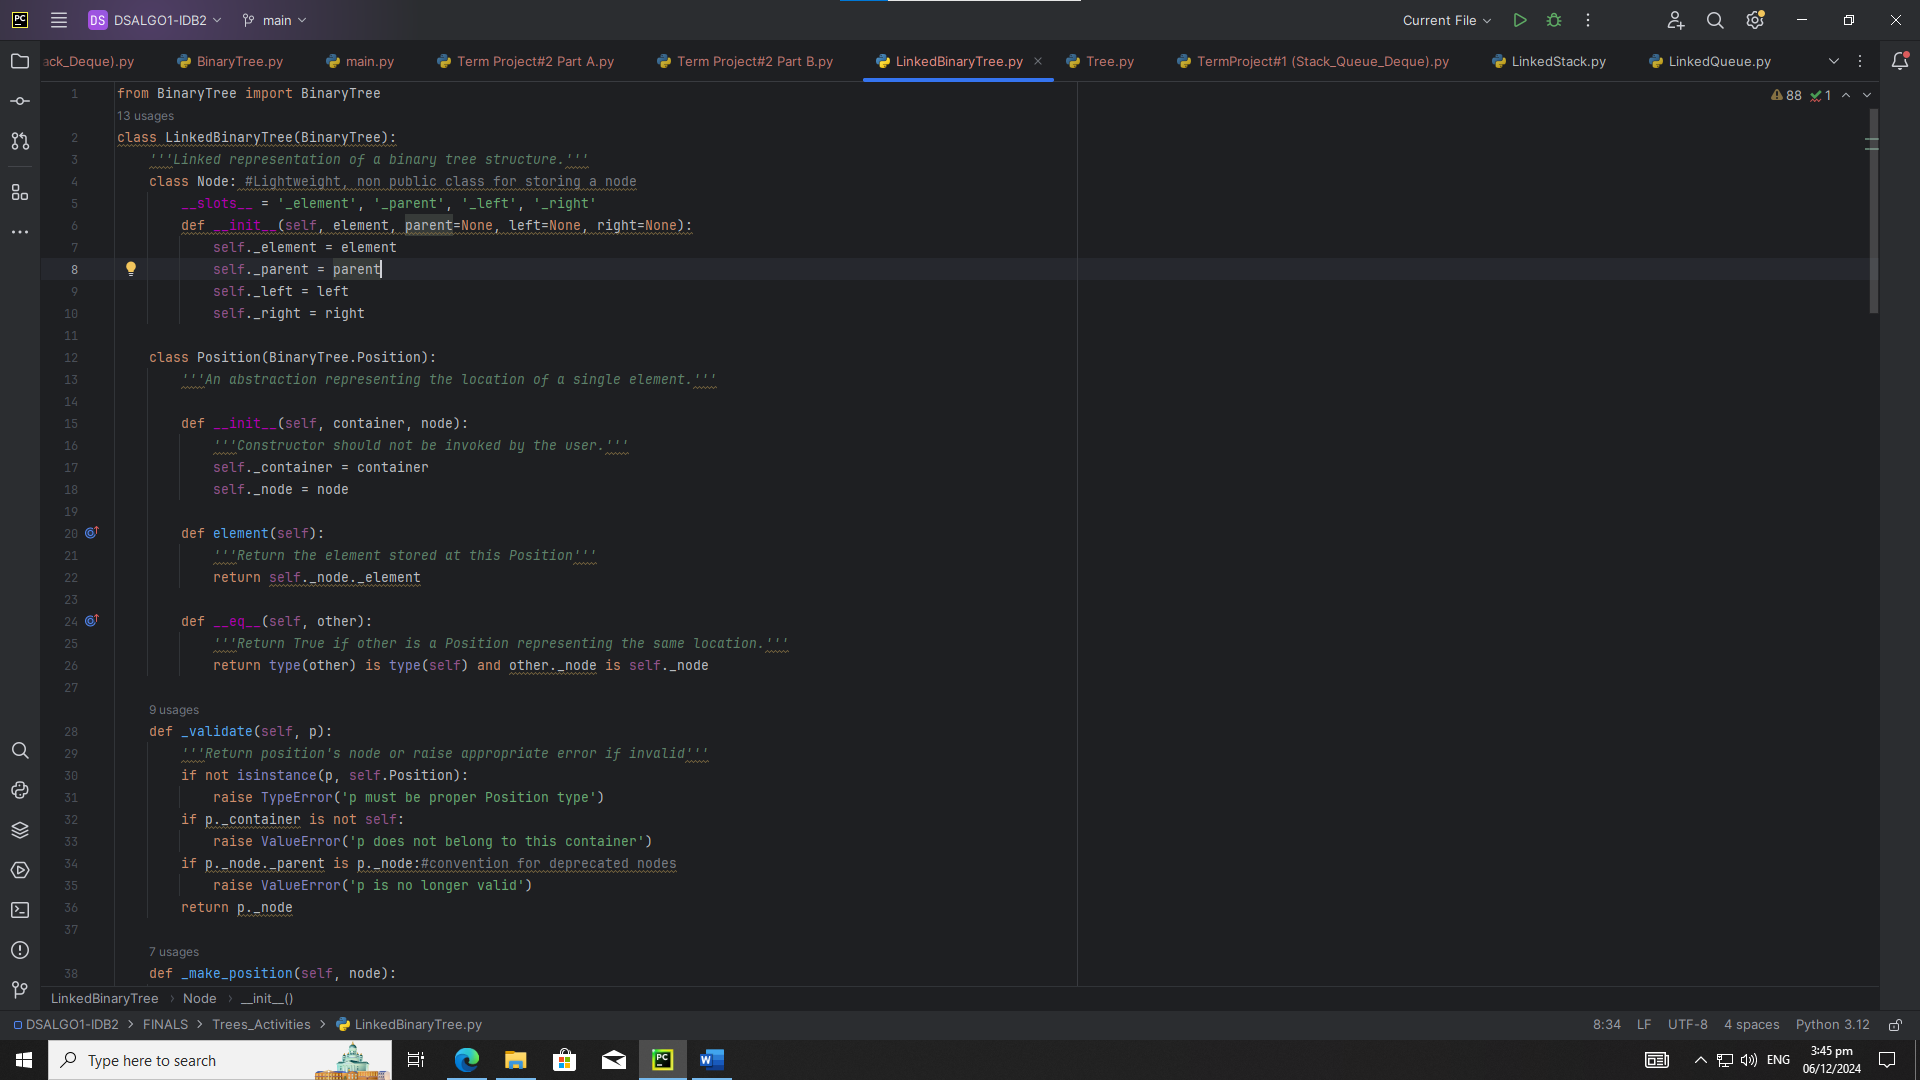 PC DS DSALGO1-IDB2 main Current File
ack_Deque).py BinaryTree.py main.py Term Project#2 Part A.py Term Project#2 Part B.py LinkedBinaryTree.py Tree.py TermProject#1 (Stack_Queue_Deque).py LinkedStack.py LinkedQueue.py
88 1
1 from BinaryTree import BinaryTree
13 usages
2 class LinkedBinaryTree(BinaryTree):
3 '''Linked representation of a binary tree structure.'''
4 class Node: #Lightweight, non public class for storing a node
5 __slots__ = '_element', '_parent', '_left', '_right'
6 def __init__(self, element, parent=None, left=None, right=None):
7 self._element = element
8 self._parent = parent
9 self._left = left
10 self._right = right
11
12 class Position(BinaryTree.Position):
13 '''An abstraction representing the location of a single element.'''
14
15 def __init__(self, container, node):
16 '''Constructor should not be invoked by the user.'''
17 self._container = container
18 self._node = node
19
20 def element(self):
21 '''Return the element stored at this Position'''
22 return self._node._element
23
24 def __eq__(self, other):
25 '''Return True if other is a Position representing the same location.'''
26 return type(other) is type(self) and other._node is self._node
27
9 usages
28 def _validate(self, p):
29 '''Return position's node or raise appropriate error if invalid'''
30 if not isinstance(p, self.Position):
31 raise TypeError('p must be proper Position type')
32 if p._container is not self:
33 raise ValueError('p does not belong to this container')
34 if p._node._parent is p._node:#convention for deprecated nodes
35 raise ValueError('p is no longer valid')
36 return p._node
37
7 usages
38 def _make_position(self, node):
LinkedBinaryTree › Node › __init__()
DSALGO1-IDB2 › FINALS › Trees_Activities › LinkedBinaryTree.py 8:34 LF UTF-8 4 spaces Python 3.12
Type here to search PC W ENG 3:45 pm
06/12/2024